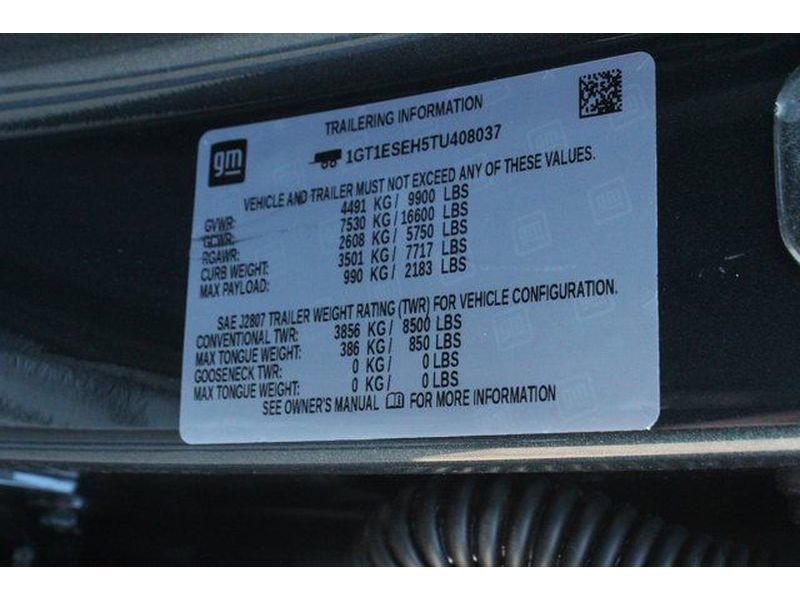 TRAILERING INFORMATION
gm
1GT1ESEH5TU408037
VEHICLE AND TRAILER MUST NOT EXCEED ANY OF THESE VALUES.
GVWR: 4491 KG/ 9900 LBS
GCWR: 7530 KG/ 16600 LBS
RGAWR: 2608 KG/ 5750 LBS
CURB WEIGHT: 3501 KG/ 7717 LBS
MAX PAYLOAD: 990 KG/ 2183 LBS
SAE J2807 TRAILER WEIGHT RATING (TWR) FOR VEHICLE CONFIGURATION.
CONVENTIONAL TWR: 3856 KG/ 8500 LBS
MAX TONGUE WEIGHT: 386 KG/ 850 LBS
GOOSENECK TWR: 0 KG/ 0 LBS
MAX TONGUE WEIGHT: 0 KG/ 0 LBS
SEE OWNER'S MANUAL FOR MORE INFORMATION